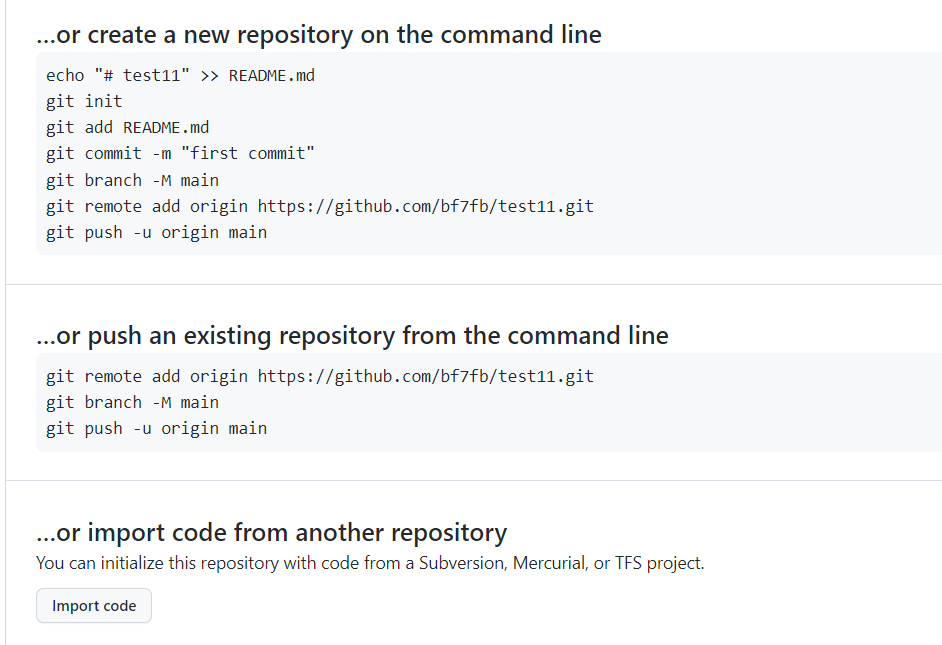 ...or create a new repository on the command line
echo "# test11" >> README.md
git init
git add README.md
git commit -m "first commit"
git branch -M main
git remote add origin https://github.com/bf7fb/test11.git
git push -u origin main
...or push an existing repository from the command line
git remote add origin https://github.com/bf7fb/test11.git
git branch -M main
git push -u origin main
...or import code from another repository
You can initialize this repository with code from a Subversion, Mercurial, or TFS project.
Import code